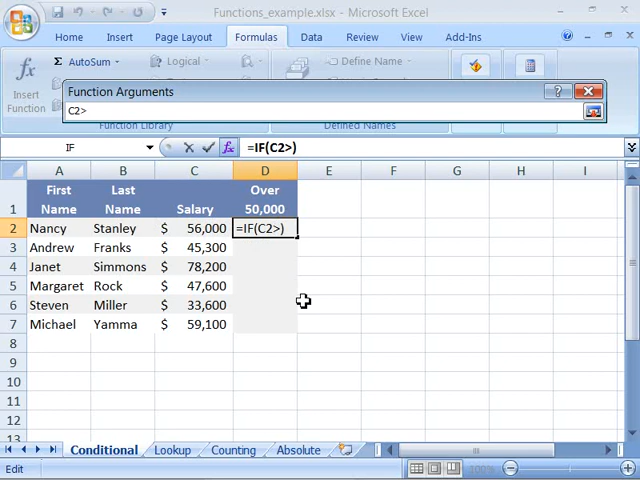 Functions_example.xlsx - Microsoft Excel
Home Insert Page Layout Formulas Data Review View Add-Ins
Σ AutoSum Logical Define Name
Insert
Function
Function Arguments
C2>
Function Library Defined Names
IF =IF(C2>)
A B C D E F G H I
1 First Name Last Name Salary Over 50,000
2 Nancy Stanley $ 56,000 =IF(C2>)
3 Andrew Franks $ 45,300
4 Janet Simmons $ 78,200
5 Margaret Rock $ 47,600
6 Steven Miller $ 33,600
7 Michael Yamma $ 59,100
8
9
10
11
12
13
Conditional Lookup Counting Absolute
Edit 100%